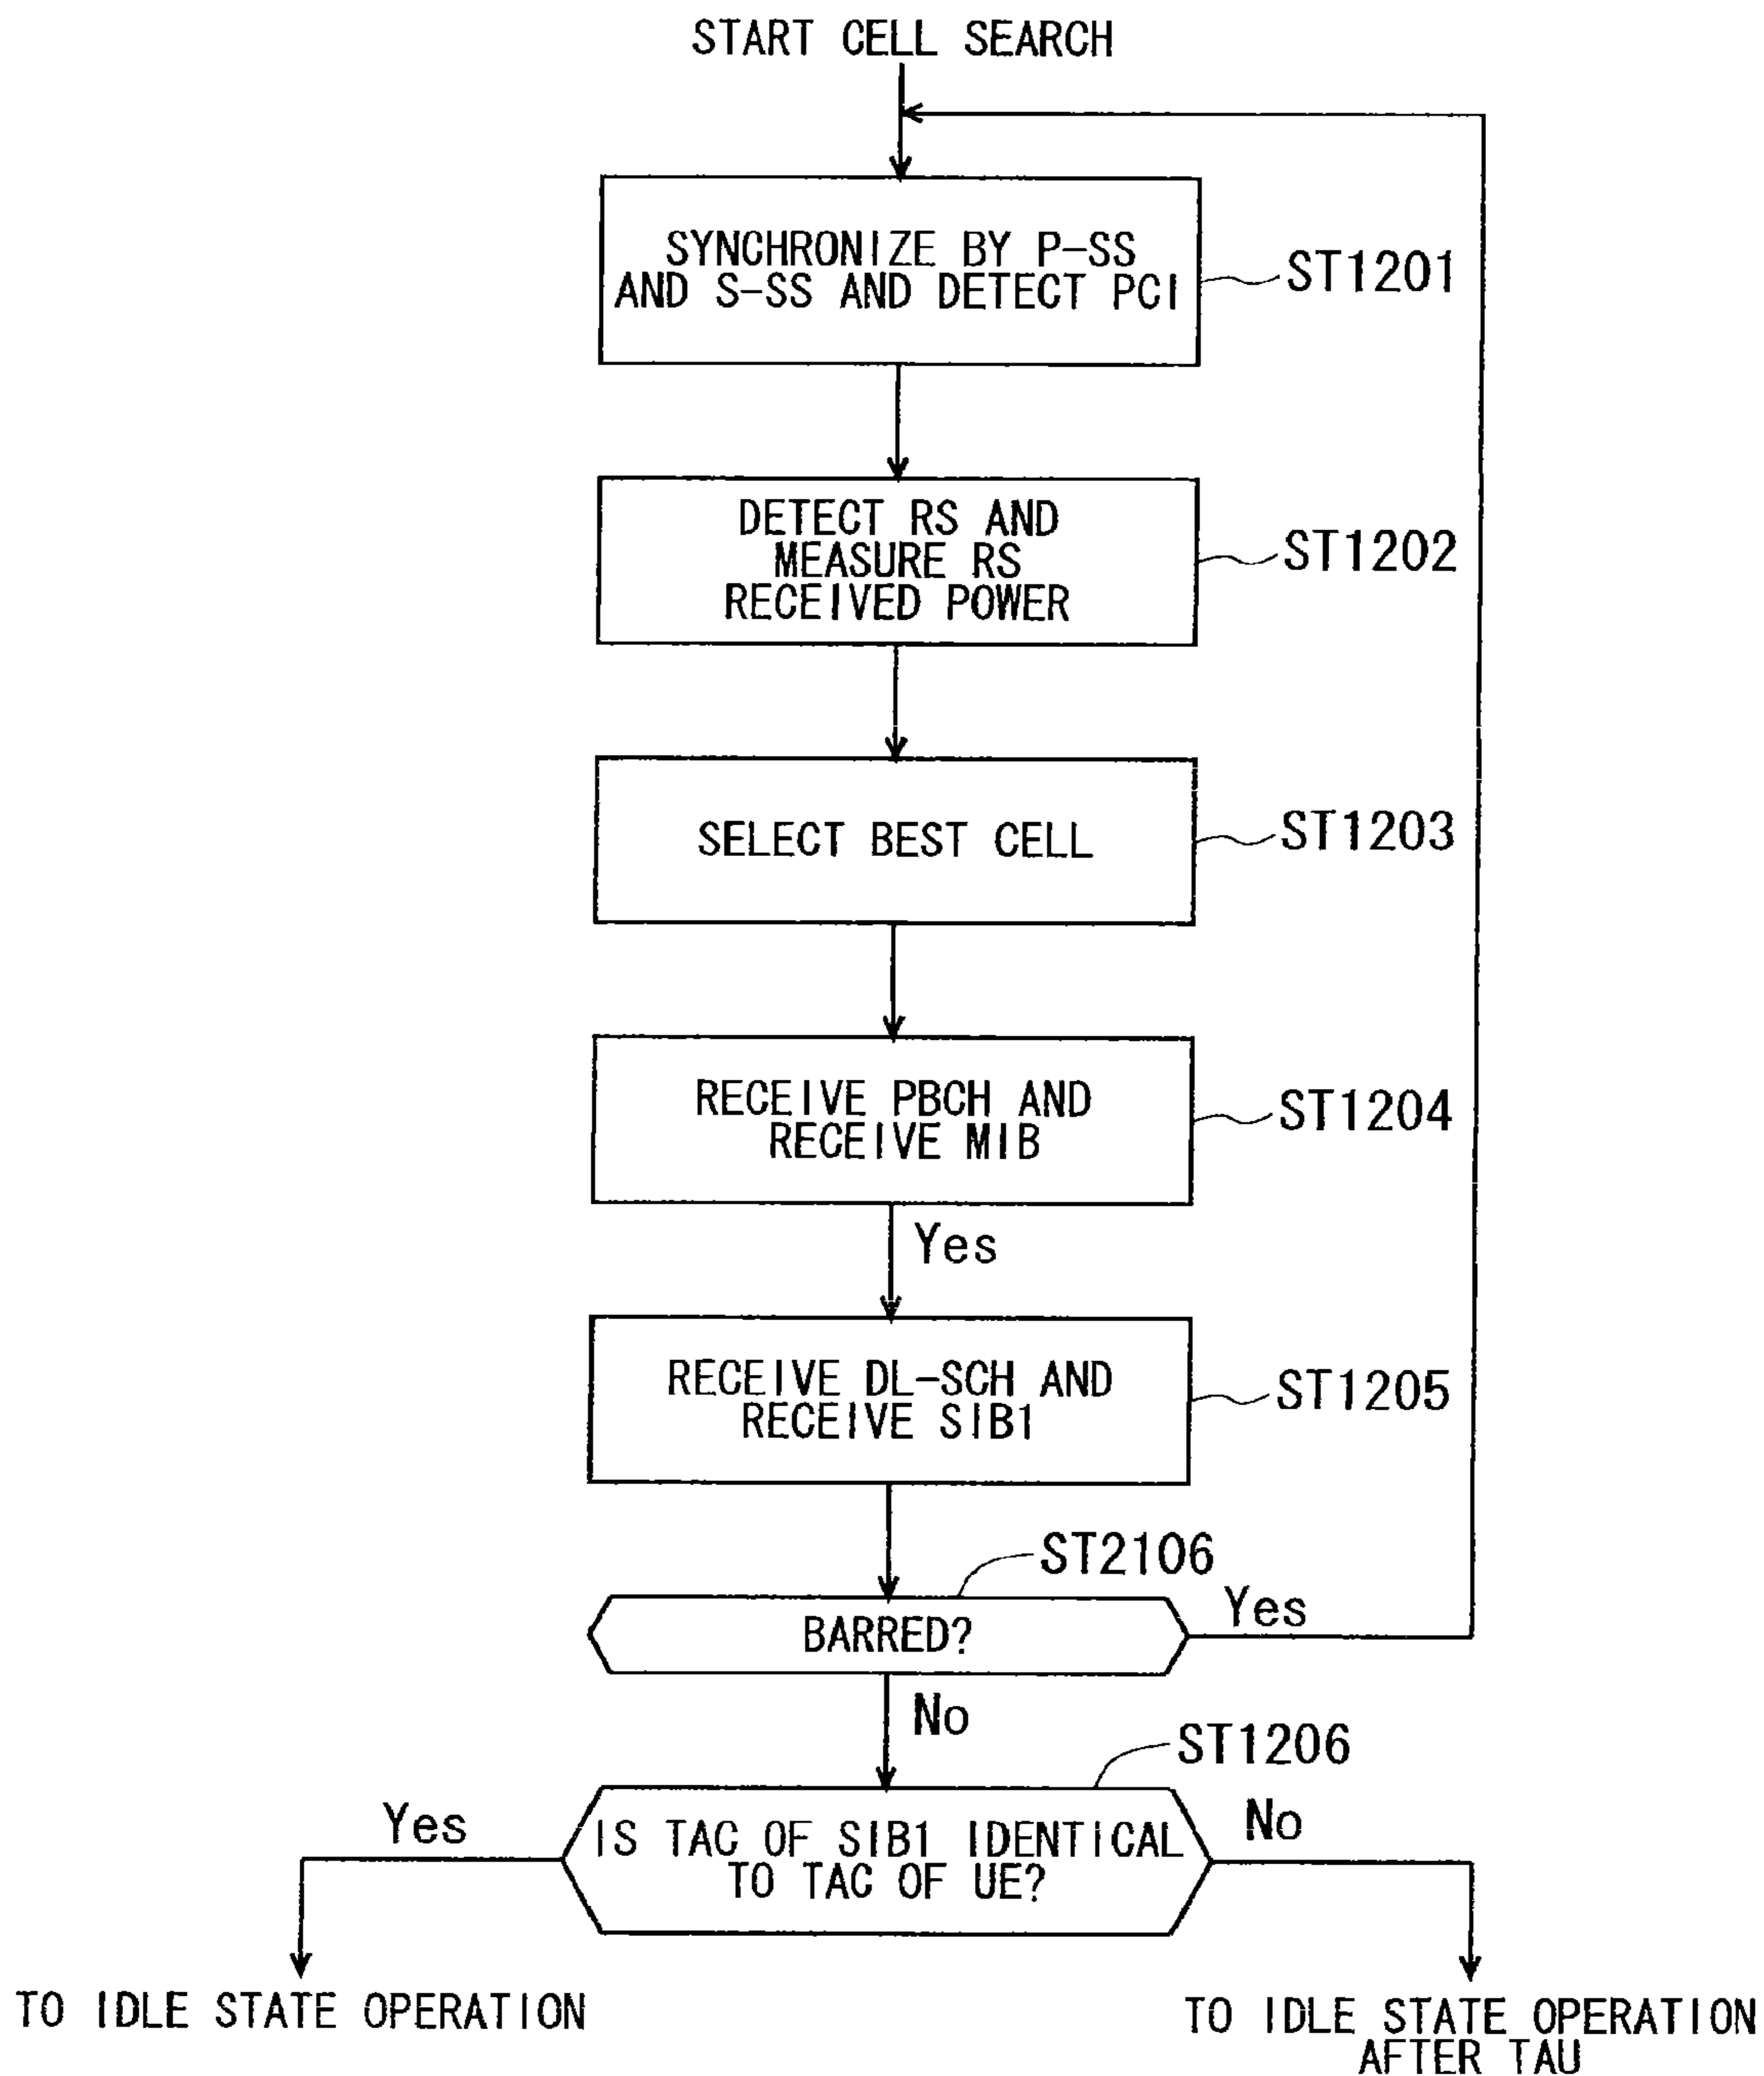 START CELL SEARCH
SYNCHRONIZE BY P-SS
AND S-SS AND DETECT PCI
ST1201
DETECT RS AND
MEASURE RS
RECEIVED POWER
ST1202
SELECT BEST CELL
ST1203
RECEIVE PBCH AND
RECEIVE MIB
ST1204
Yes
RECEIVE DL-SCH AND
RECEIVE SIB1
ST1205
ST2106
BARRED?
Yes
No
ST1206
IS TAC OF SIB1 IDENTICAL
TO TAC OF UE?
Yes
No
TO IDLE STATE OPERATION
TO IDLE STATE OPERATION
AFTER TAU